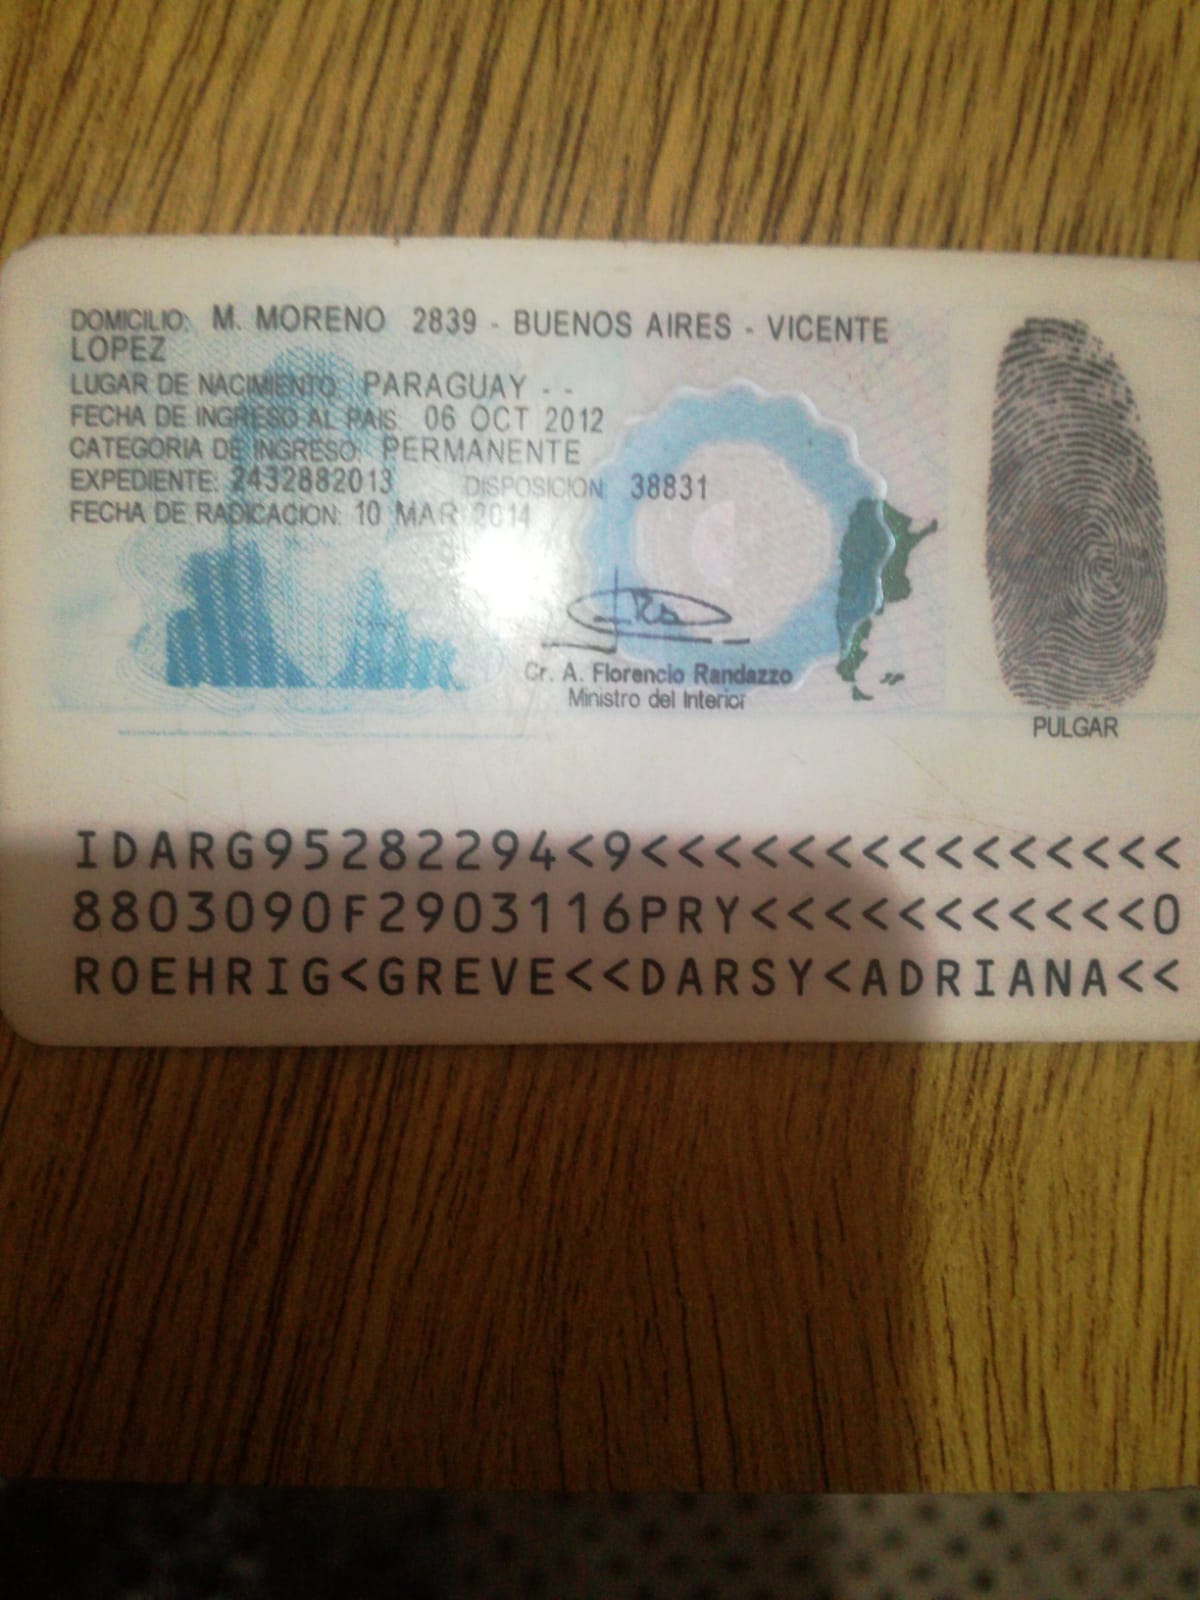 DOMICILIO: M. MORENO 2839 - BUENOS AIRES - VICENTE
LOPEZ
LUGAR DE NACIMIENTO: PARAGUAY - -
FECHA DE INGRESO AL PAIS: 06 OCT 2012
CATEGORIA DE INGRESO: PERMANENTE
EXPEDIENTE: 2432882013 DISPOSICION: 38831
FECHA DE RADICACION: 10 MAR 2014
Cr. A. Florencio Randazzo
Ministro del Interior
PULGAR
IDARG95282294<9<<<<<<<<<<<<<<<
8803090F2903116PRY<<<<<<<<<<<0
ROEHRIG<GREVE<<DARSY<ADRIANA<<